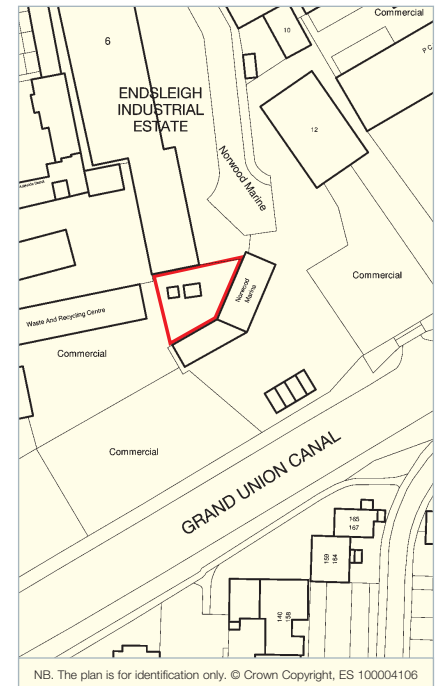 Commercial
6
10
ENDSLEIGH
INDUSTRIAL
ESTATE
P C
12
Norwood Marine
Norwood
Marine
Commercial
Waste And Recycling Centre
Commercial
Commercial
GRAND UNION CANAL
165
167
159
164
140
158
NB. The plan is for identification only. © Crown Copyright, ES 100004106